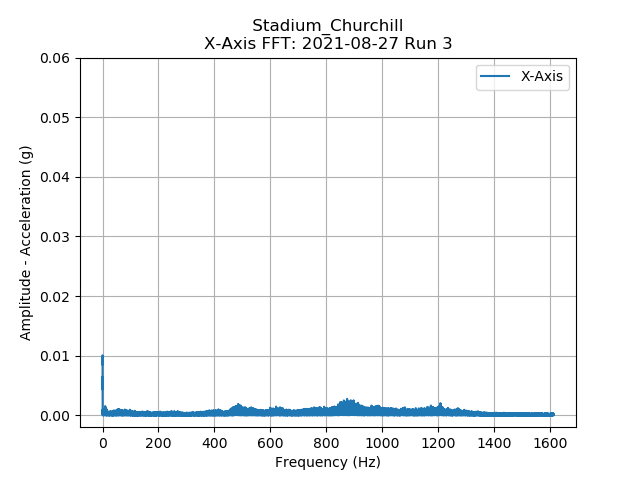 Stadium_Churchill
X-Axis FFT: 2021-08-27 Run 3
X-Axis
0.06
0.05
0.04
0.03
0.02
0.01
0.00
Amplitude - Acceleration (g)
0 200 400 600 800 1000 1200 1400 1600
Frequency (Hz)